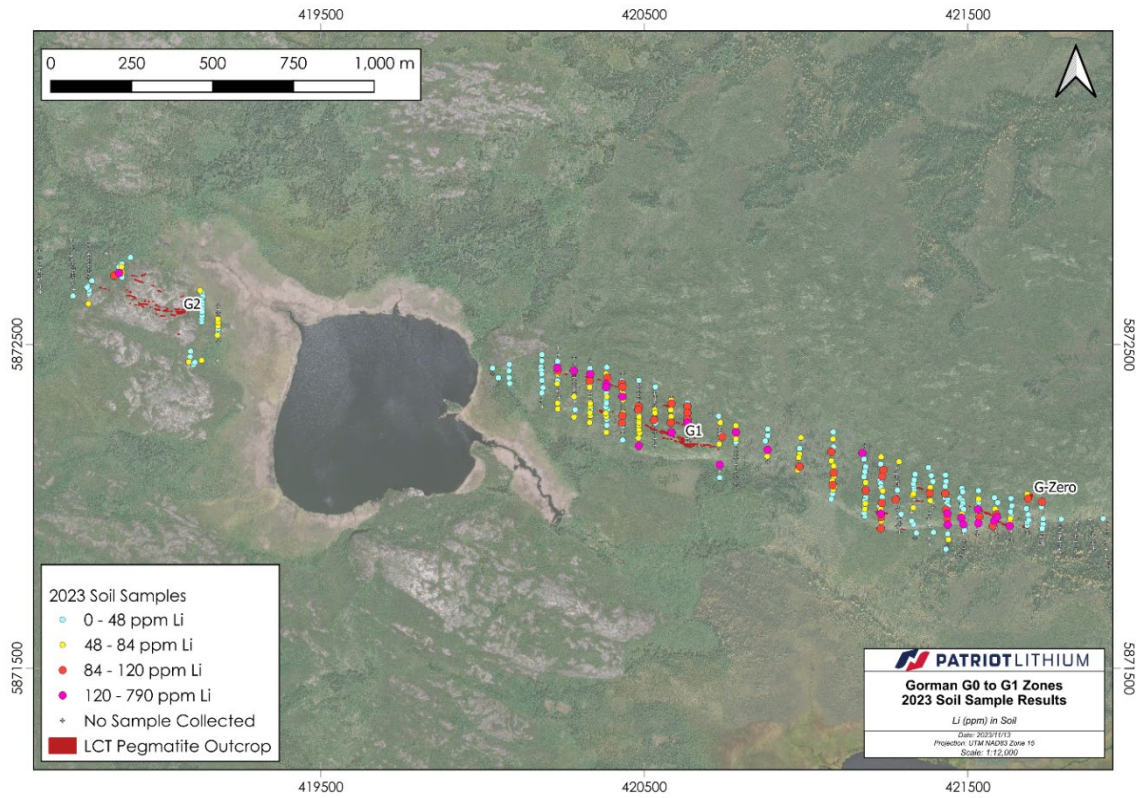 419500 420500 421500
0 250 500 750 1,000 m
G2
5872500 5872500
G1
G-Zero
2023 Soil Samples
0 - 48 ppm Li
48 - 84 ppm Li
84 - 120 ppm Li
120 - 790 ppm Li
No Sample Collected
LCT Pegmatite Outcrop
5871500 5871500
PATRIOTLITHIUM
Gorman G0 to G1 Zones
2023 Soil Sample Results
Li (ppm) in Soil
Date: 2023/11/13
Projection: UTM NAD83 Zone 15
Scale: 1:12,000
419500 420500 421500